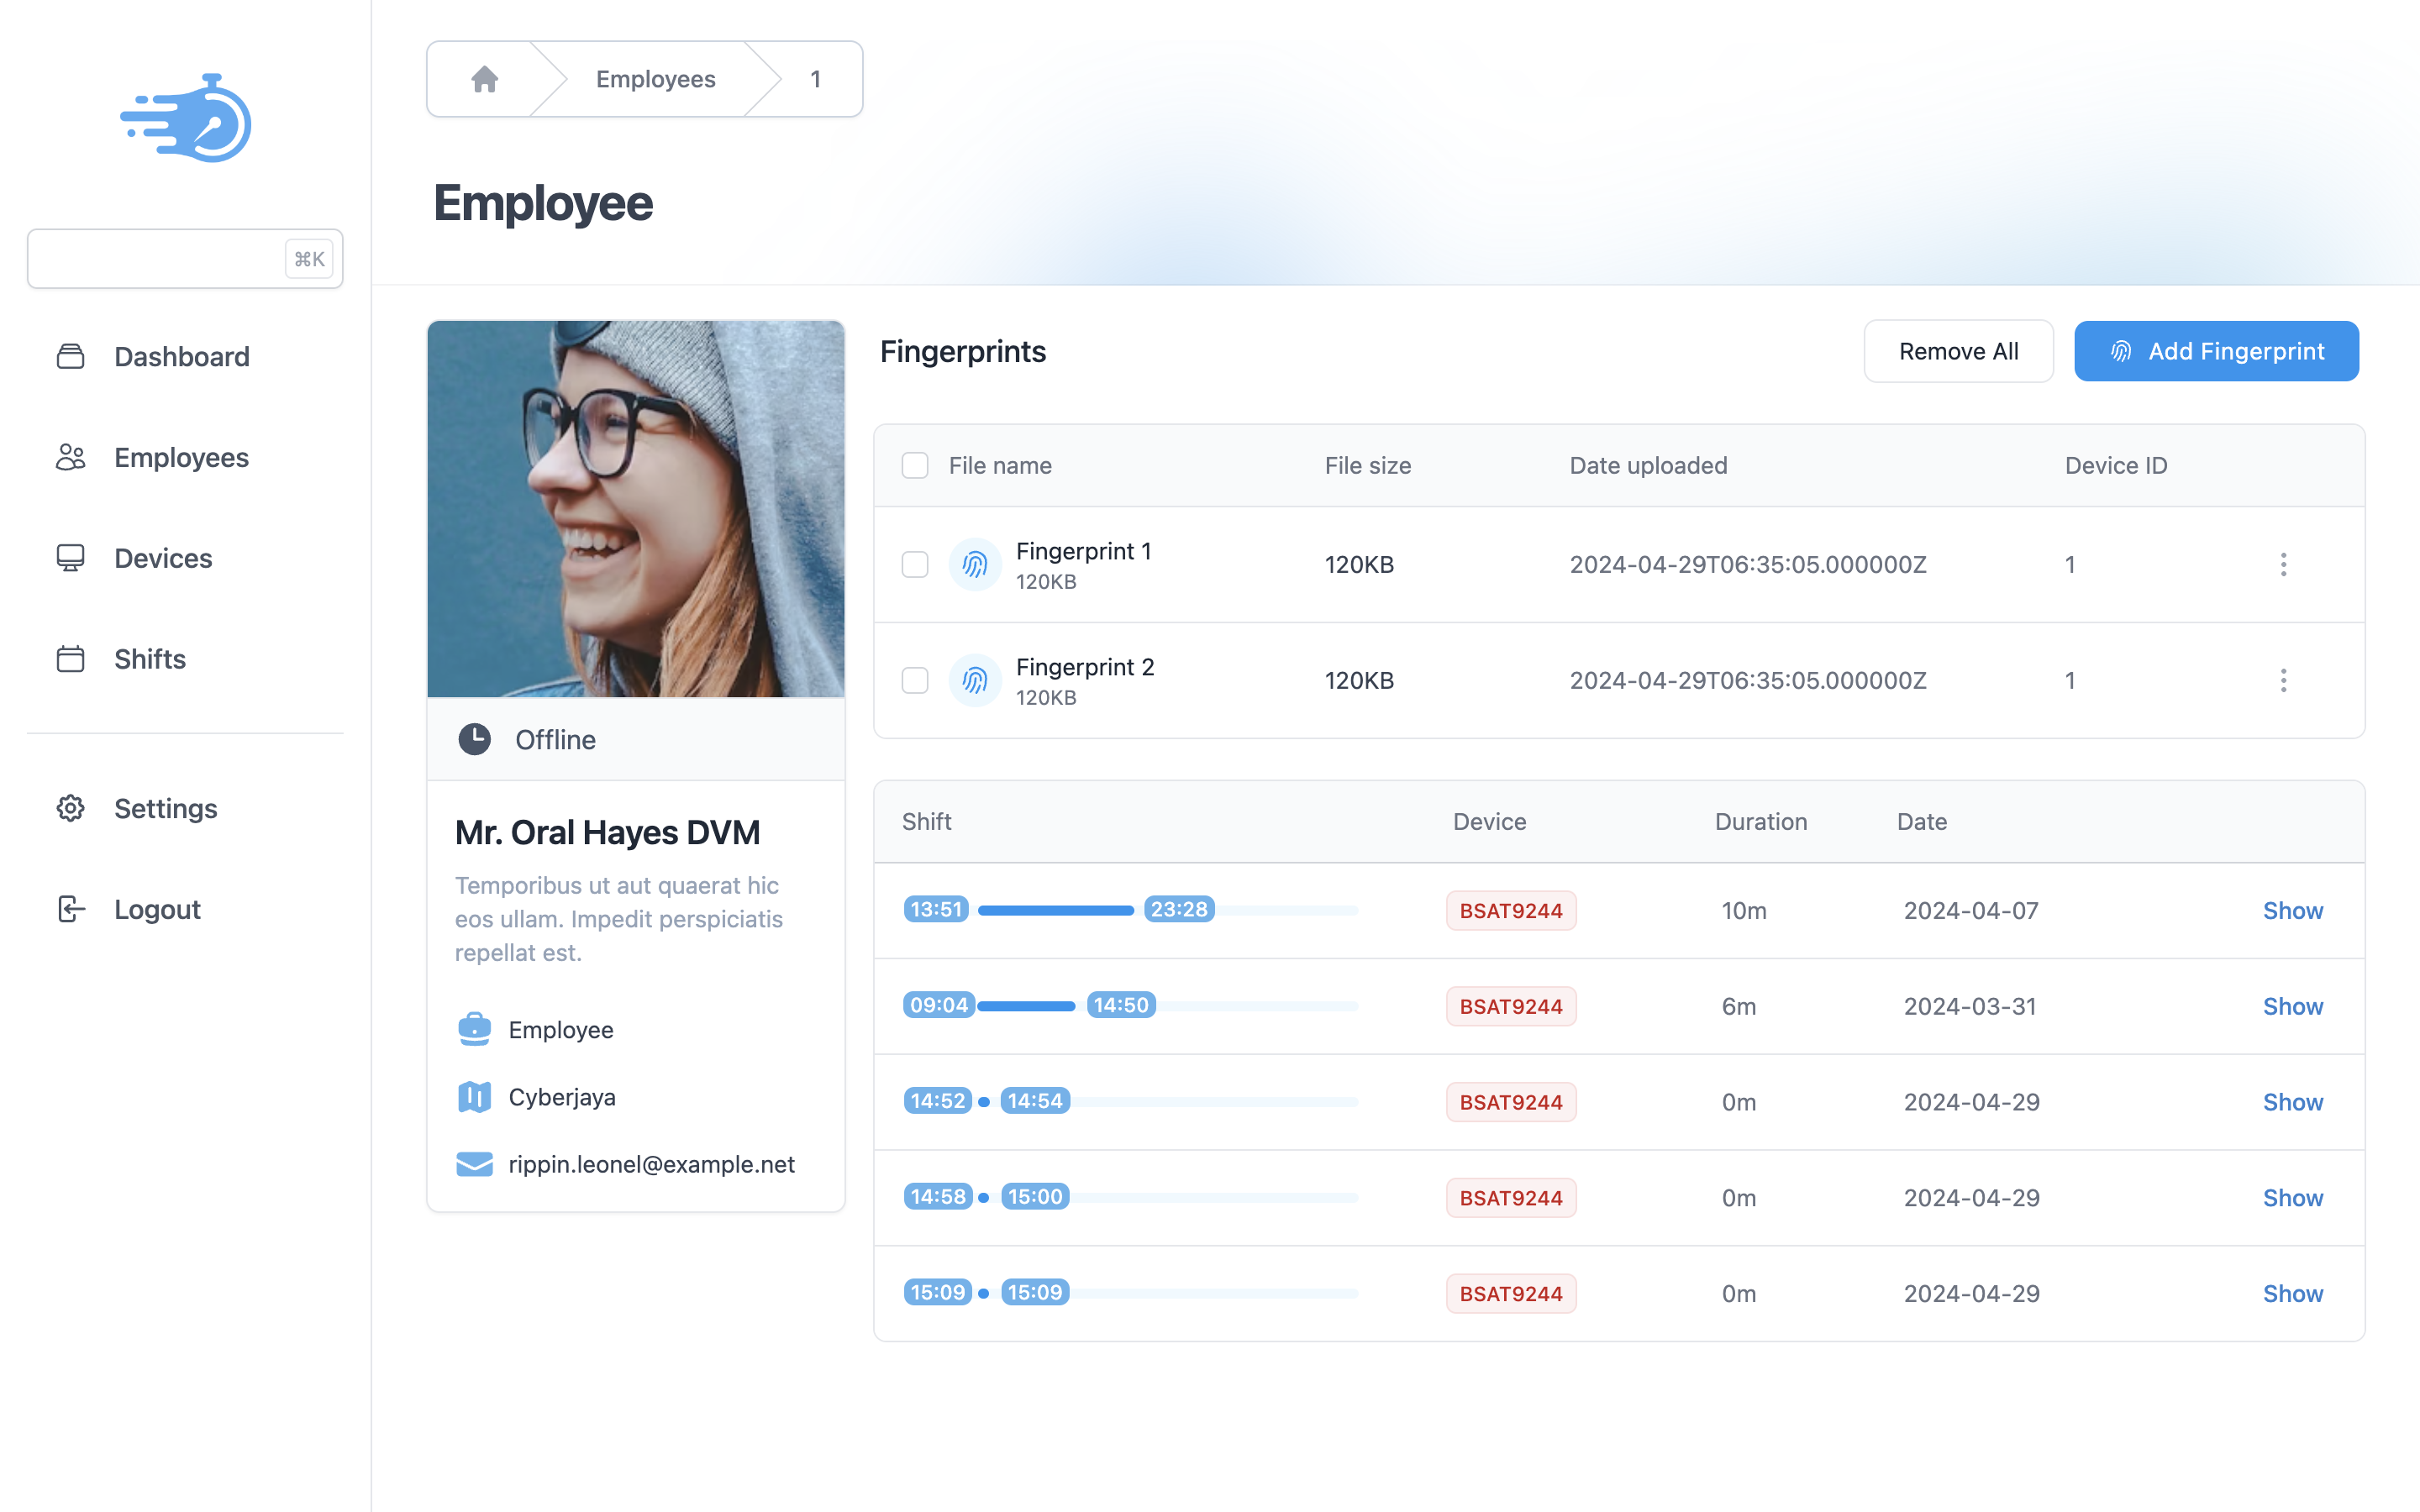 Employees
1
Employee
⌘K
Dashboard
Employees
Devices
Shifts
Settings
Logout
Offline
Mr. Oral Hayes DVM
Temporibus ut aut quaerat hic
eos ullam. Impedit perspiciatis
repellat est.
Employee
Cyberjaya
rippin.leonel@example.net
Fingerprints
Remove All
Add Fingerprint
File name File size Date uploaded Device ID
Fingerprint 1
120KB
120KB 2024-04-29T06:35:05.000000Z 1
Fingerprint 2
120KB
120KB 2024-04-29T06:35:05.000000Z 1
Shift Device Duration Date
13:51 23:28 BSAT9244 10m 2024-04-07 Show
09:04 14:50 BSAT9244 6m 2024-03-31 Show
14:52 14:54 BSAT9244 0m 2024-04-29 Show
14:58 15:00 BSAT9244 0m 2024-04-29 Show
15:09 15:09 BSAT9244 0m 2024-04-29 Show